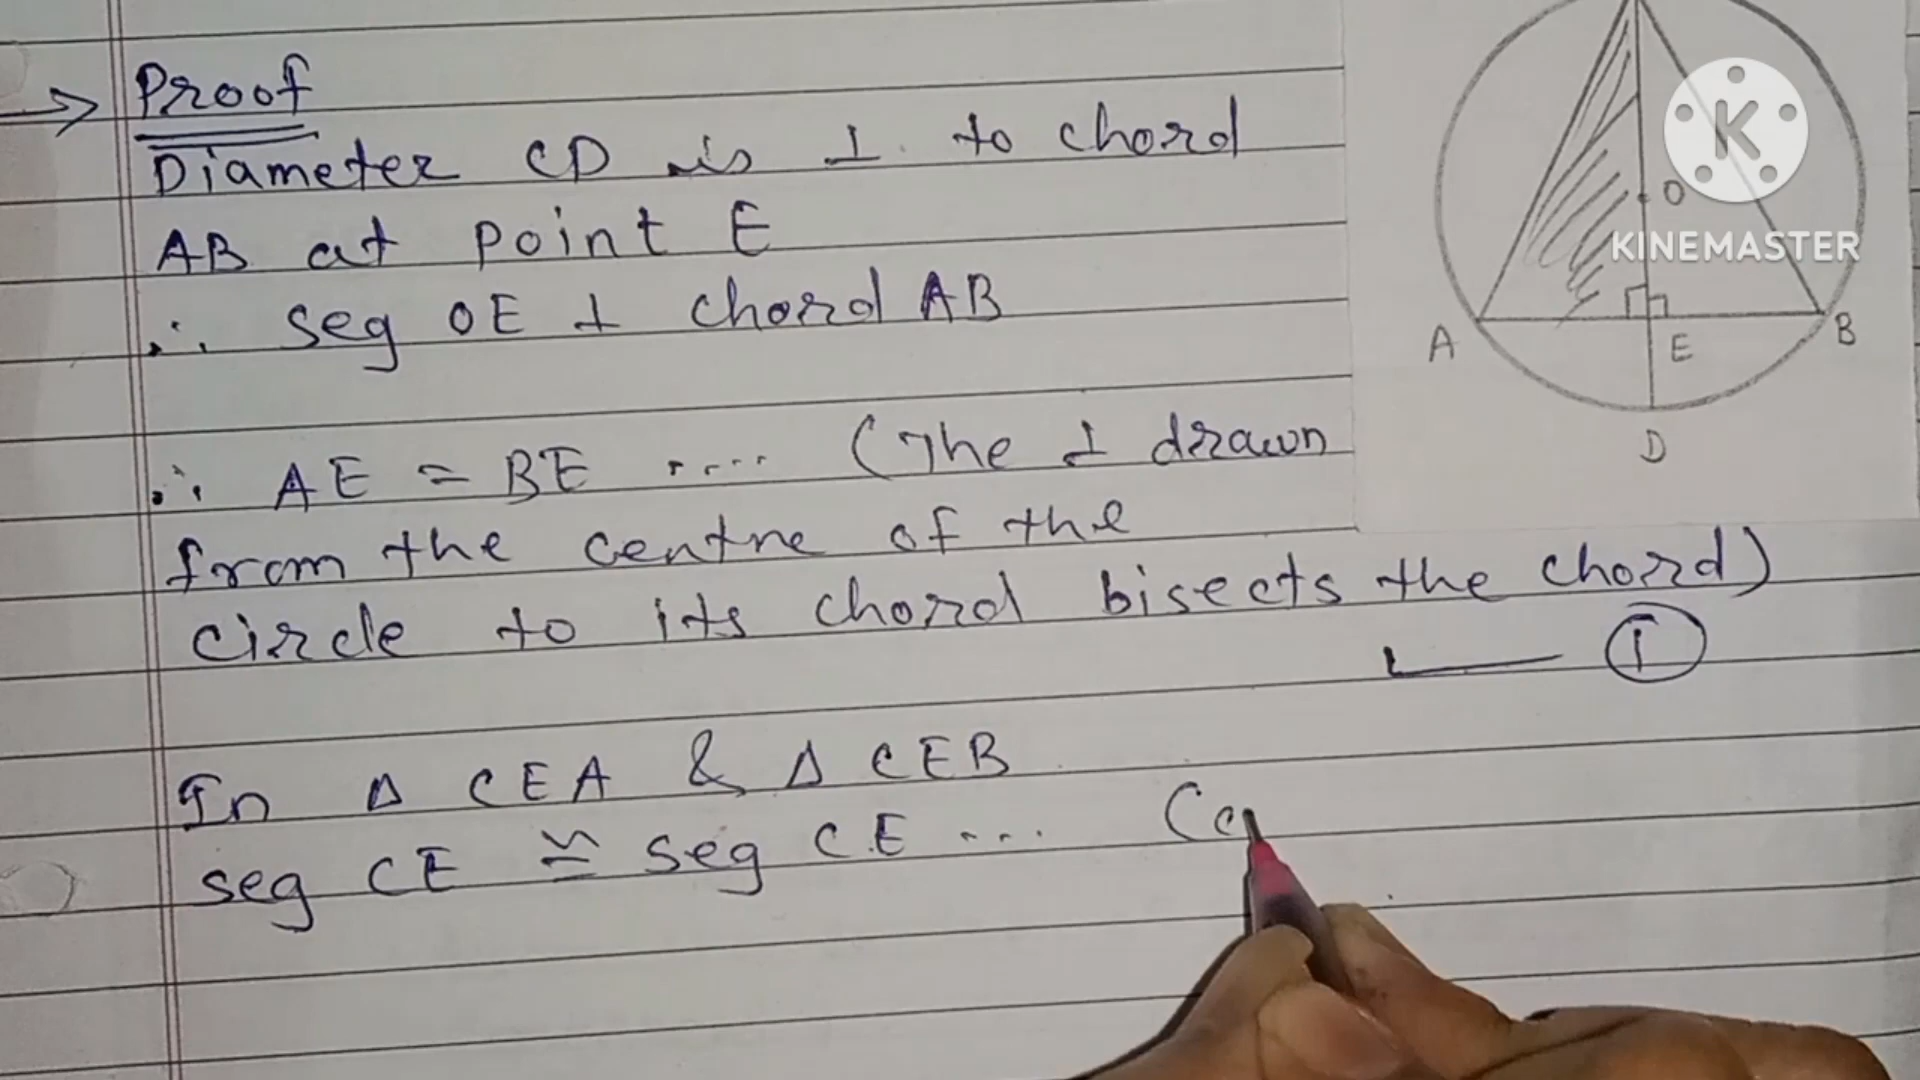 Proof
Diameter CD is ⊥ to chord
AB at point E
∴ seg OE ⊥ chord AB
∴ AE = BE .... (The ⊥ drawn
from the centre of the
circle to its chord bisects the chord)
I
In Δ CEA & Δ CEB
seg CE ≅ seg CE ... (co
K
O
KINEMASTER
A
E
B
D